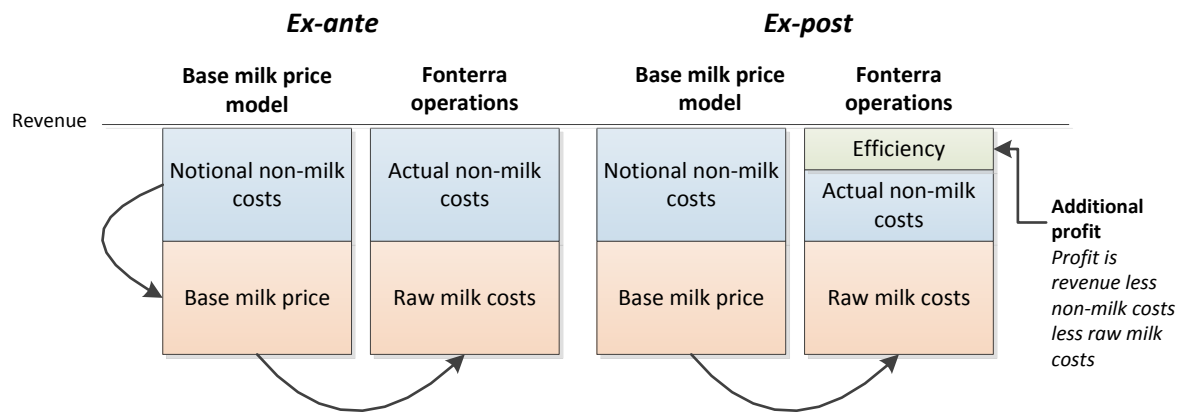 Ex-ante
Ex-post
Base milk price
model
Fonterra
operations
Base milk price
model
Fonterra
operations
Revenue
Notional non-milk
costs
Actual non-milk
costs
Notional non-milk
costs
Efficiency
Actual non-milk
costs
Additional
profit
Profit is
revenue less
non-milk costs
less raw milk
costs
Base milk price
Raw milk costs
Base milk price
Raw milk costs